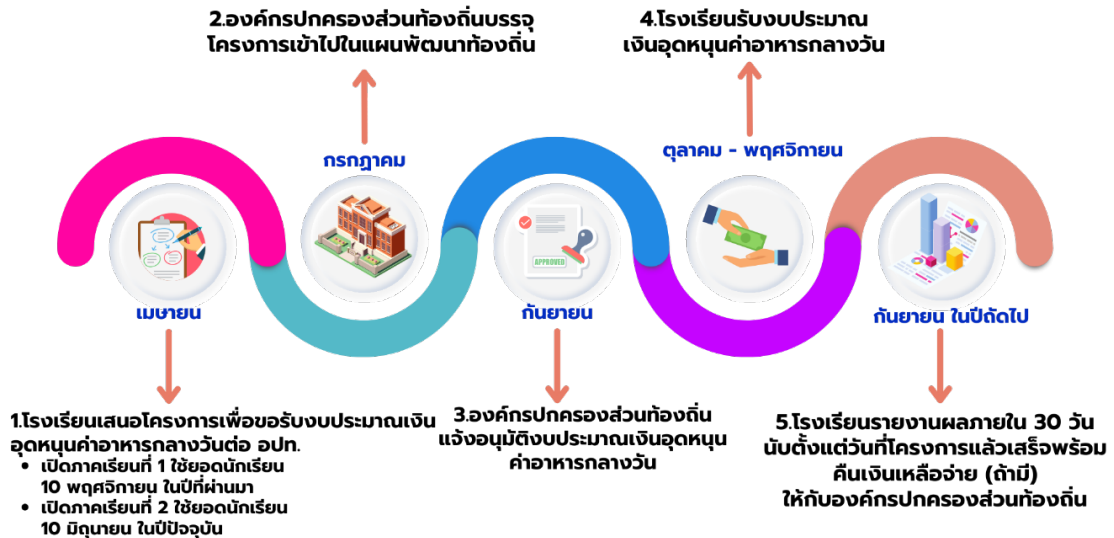 2.องค์กรปกครองส่วนท้องถิ่นบรรจุ
โครงการเข้าไปในแผนพัฒนาท้องถิ่น
4.โรงเรียนรับงบประมาณ
เงินอุดหนุนค่าอาหารกลางวัน
กรกฎาคม
ตุลาคม - พฤศจิกายน
APPROVED
เมษายน
กันยายน
กันยายน ในปีถัดไป
1.โรงเรียนเสนอโครงการเพื่อขอรับงบประมาณเงิน
อุดหนุนค่าอาหารกลางวันต่อ อปท.
• เปิดภาคเรียนที่ 1 ใช้ยอดนักเรียน
10 พฤศจิกายน ในปีที่ผ่านมา
• เปิดภาคเรียนที่ 2 ใช้ยอดนักเรียน
10 มิถุนายน ในปีปัจจุบัน
3.องค์กรปกครองส่วนท้องถิ่น
แจ้งอนุมัติงบประมาณเงินอุดหนุน
ค่าอาหารกลางวัน
5.โรงเรียนรายงานผลภายใน 30 วัน
นับตั้งแต่วันที่โครงการแล้วเสร็จพร้อม
คืนเงินเหลือจ่าย (ถ้ามี)
ให้กับองค์กรปกครองส่วนท้องถิ่น